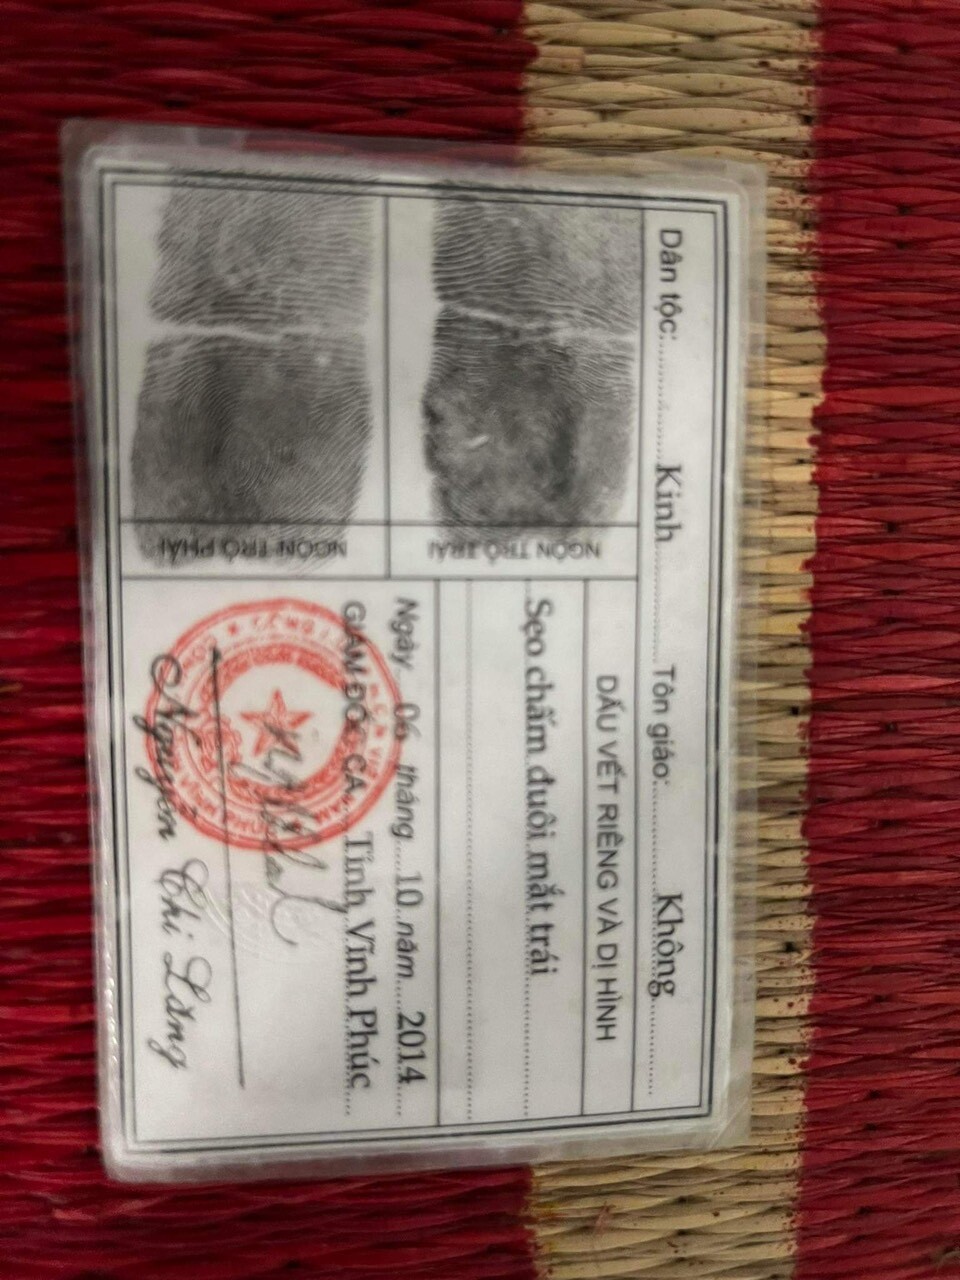 Dân tộc: Kinh Tôn giáo: Không
NGÓN TRỎ TRÁI
DẤU VẾT RIÊNG VÀ DỊ HÌNH
Sẹo chấm đuôi mắt trái
NGÓN TRỎ PHẢI
Ngày 06 tháng 10 năm 2014
GIÁM ĐỐC CA Tỉnh Vĩnh Phúc
Nguyễn Chí Lăng